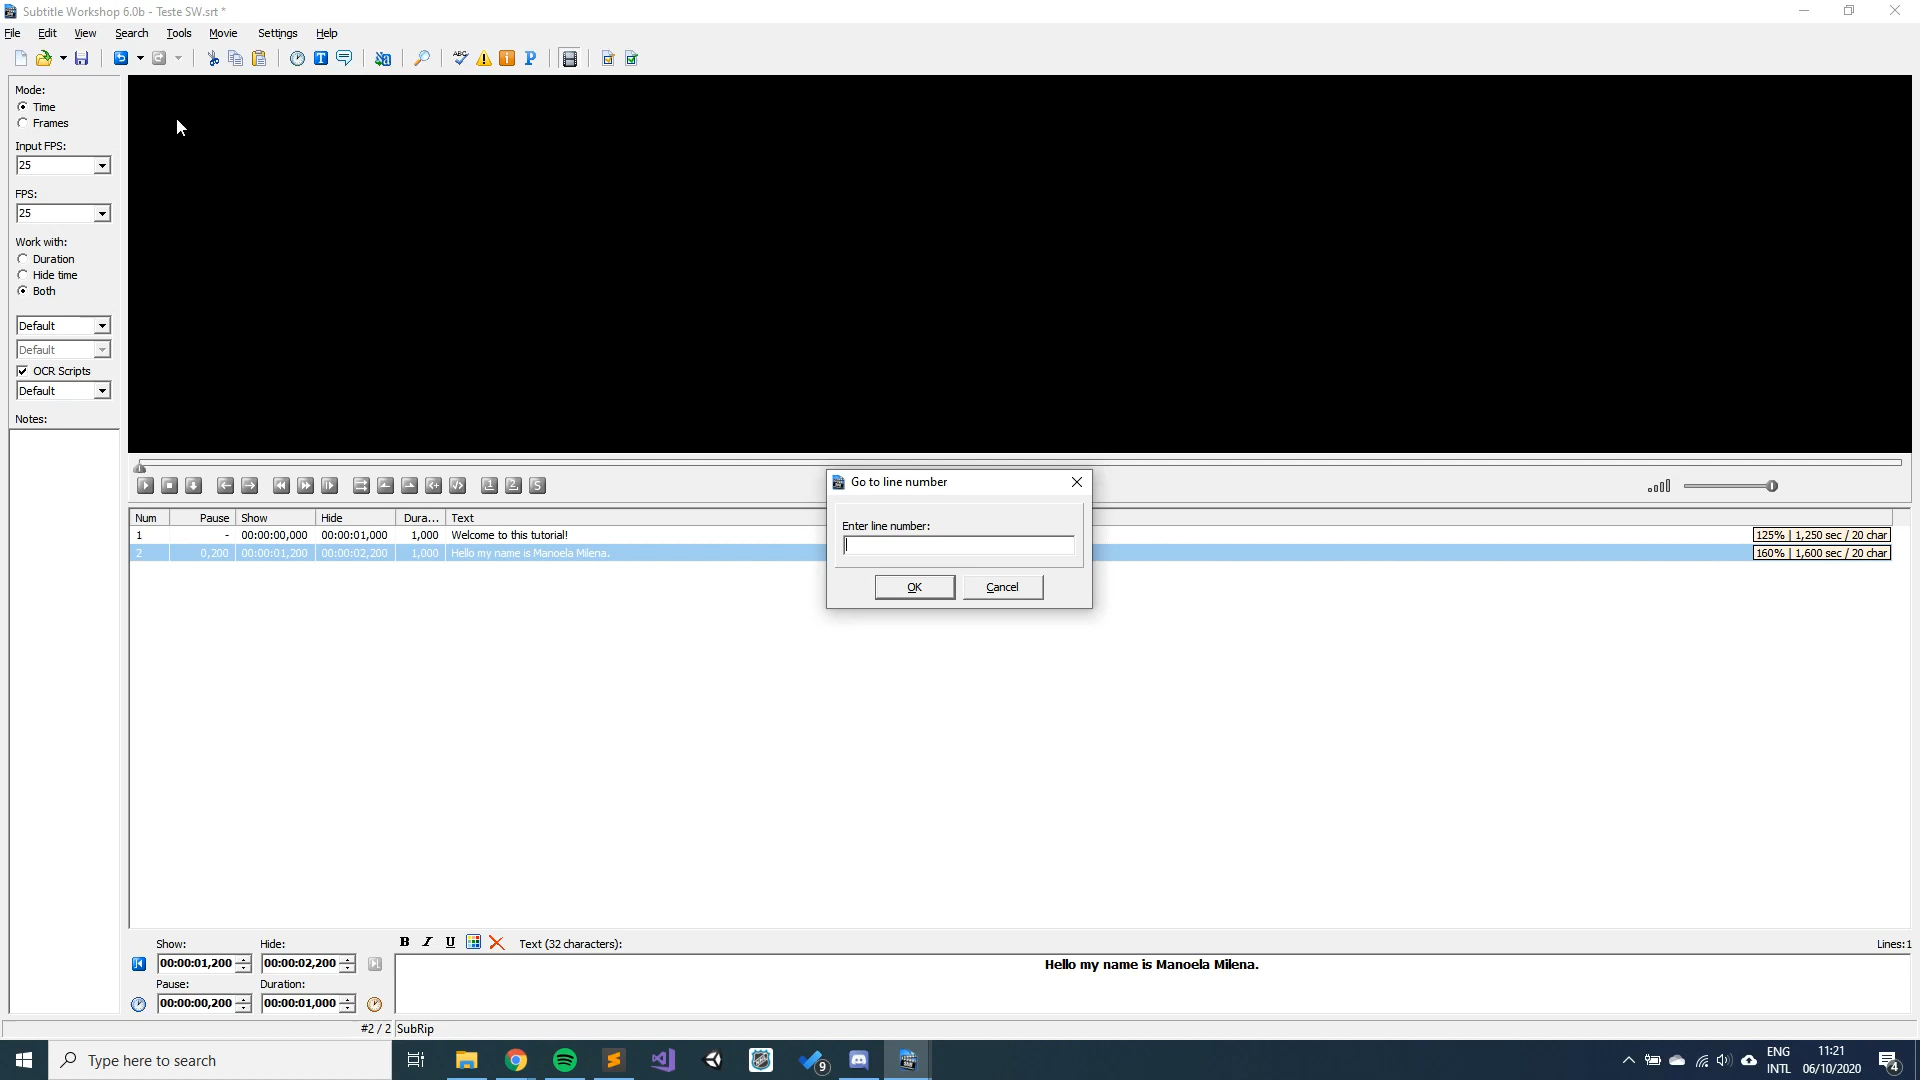 Subtitle Workshop 6.0b - Teste SW.srt *
File Edit View Search Tools Movie Settings Help
Mode:
Time
Frames
Input FPS:
25
FPS:
25
Work with:
Duration
Hide time
Both
Default
Default
OCR Scripts
Default
Notes:
Num Pause Show Hide Dura... Text
1 - 00:00:00,000 00:00:01,000 1,000 Welcome to this tutorial! 125% | 1,250 sec / 20 char
2 0,200 00:00:01,200 00:00:02,200 1,000 Hello my name is Manoela Milena. 160% | 1,600 sec / 20 char
Go to line number
Enter line number:
OK Cancel
Show: Hide: B I U Text (32 characters): Lines:1
00:00:01,200 00:00:02,200 Hello my name is Manoela Milena.
Pause: Duration:
00:00:00,200 00:00:01,000
#2 / 2 SubRip
Type here to search
9
ENG
INTL
11:21
06/10/2020
4